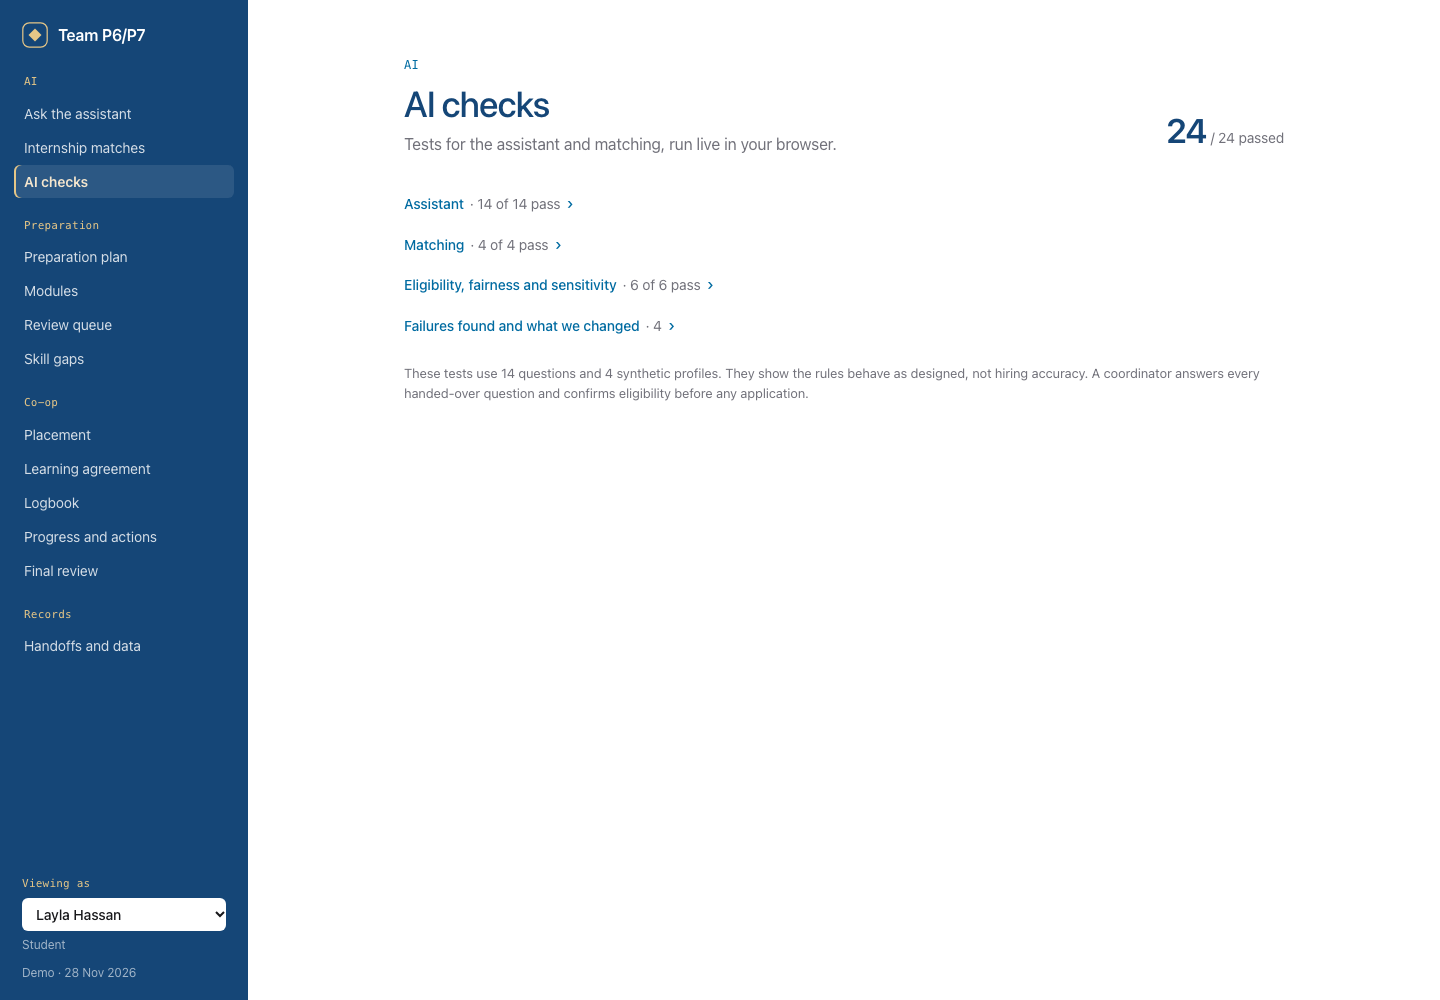 Team P6/P7
AI
Ask the assistant
Internship matches
AI checks
Preparation
Preparation plan
Modules
Review queue
Skill gaps
Co-op
Placement
Learning agreement
Logbook
Progress and actions
Final review
Records
Handoffs and data
Viewing as
Layla Hassan
Student
Demo · 28 Nov 2026
AI
AI checks
Tests for the assistant and matching, run live in your browser.
24 / 24 passed
Assistant · 14 of 14 pass ›
Matching · 4 of 4 pass ›
Eligibility, fairness and sensitivity · 6 of 6 pass ›
Failures found and what we changed · 4 ›
These tests use 14 questions and 4 synthetic profiles. They show the rules behave as designed, not hiring accuracy. A coordinator answers every
handed-over question and confirms eligibility before any application.